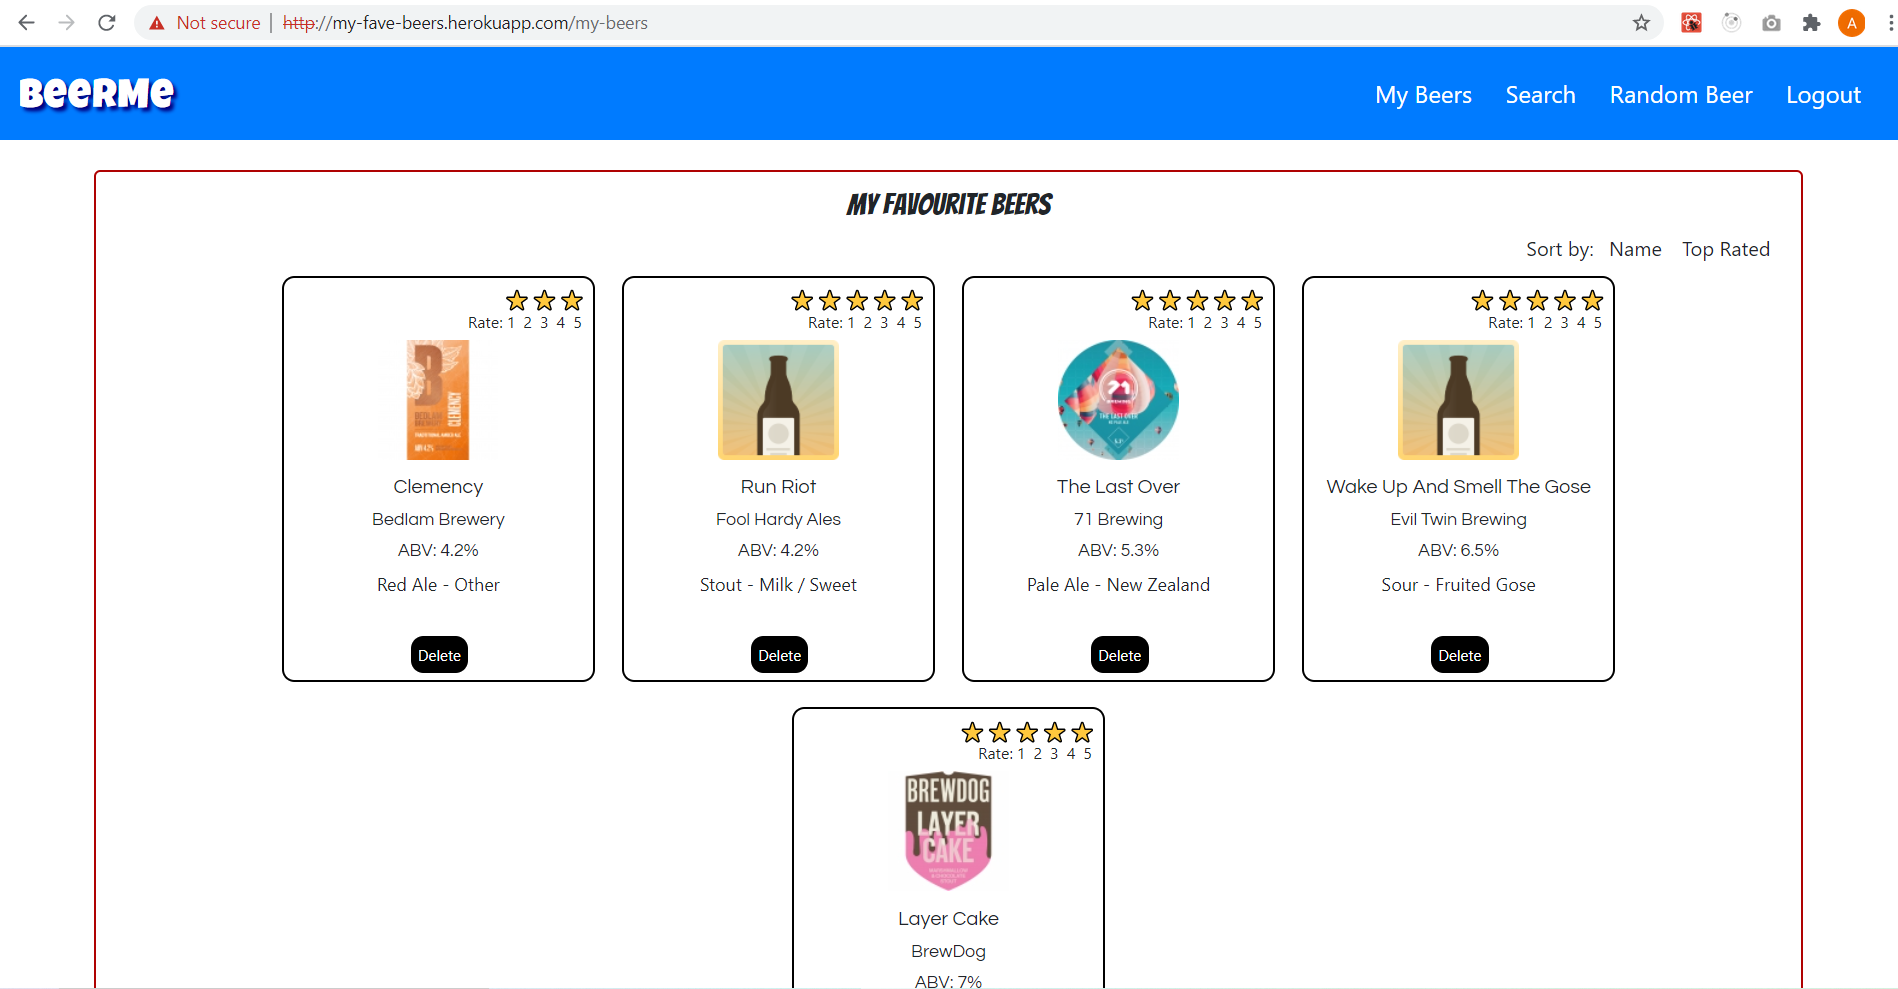 Not secure | http://my-fave-beers.herokuapp.com/my-beers
A
BeerMe
My Beers Search Random Beer Logout
MY FAVOURITE BEERS
Sort by: Name Top Rated
Rate: 1 2 3 4 5
B
CLEMENCY
Clemency
Bedlam Brewery
ABV: 4.2%
Red Ale - Other
Delete
Rate: 1 2 3 4 5
Run Riot
Fool Hardy Ales
ABV: 4.2%
Stout - Milk / Sweet
Delete
Rate: 1 2 3 4 5
71
THE LAST OVER
The Last Over
71 Brewing
ABV: 5.3%
Pale Ale - New Zealand
Delete
Rate: 1 2 3 4 5
Wake Up And Smell The Gose
Evil Twin Brewing
ABV: 6.5%
Sour - Fruited Gose
Delete
Rate: 1 2 3 4 5
BREWDOG
LAYER
CAKE
Layer Cake
BrewDog
ABV: 7%